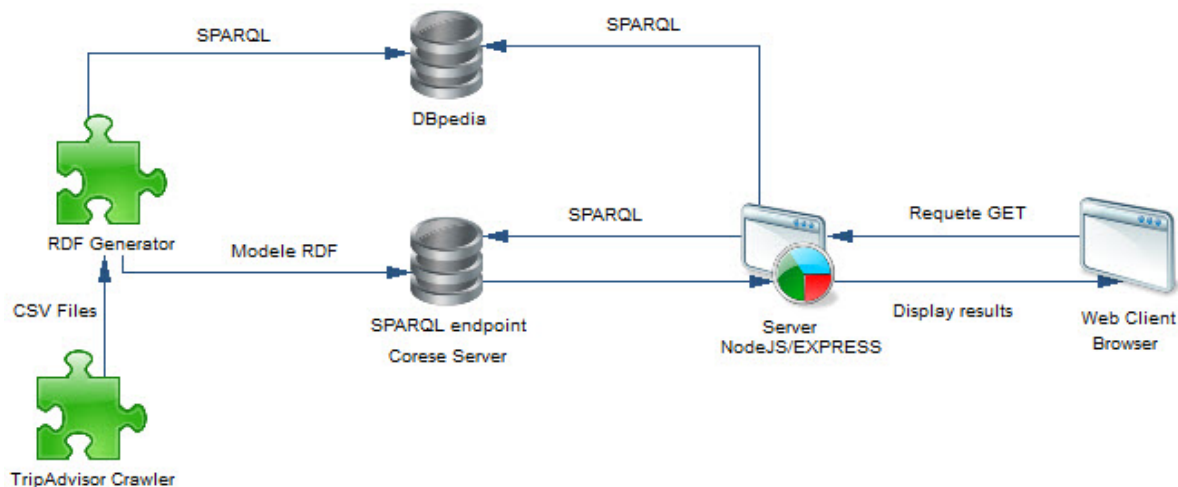 SPARQL
SPARQL
DBpedia
RDF Generator
Modele RDF
SPARQL
Requete GET
CSV Files
SPARQL endpoint
Corese Server
Server
NodeJS/EXPRESS
Display results
Web Client
Browser
TripAdvisor Crawler